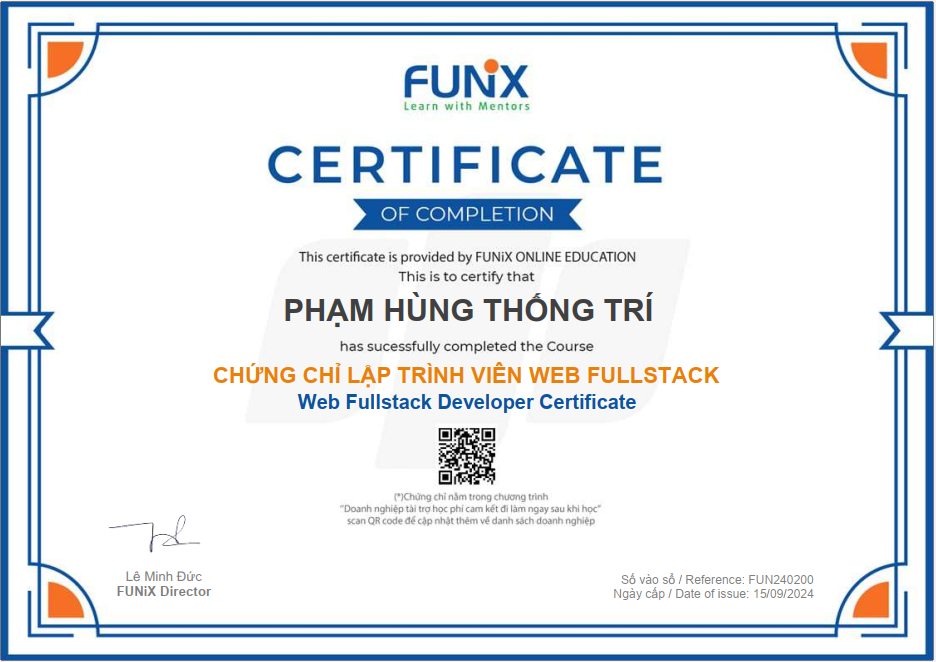 FUNiX
Learn with Mentors
CERTIFICATE
OF COMPLETION
This certificate is provided by FUNiX ONLINE EDUCATION
This is to certify that
PHẠM HÙNG THỐNG TRÍ
has sucessfully completed the Course
CHỨNG CHỈ LẬP TRÌNH VIÊN WEB FULLSTACK
Web Fullstack Developer Certificate
(*)Chứng chỉ nằm trong chương trình
"Doanh nghiệp tài trợ học phí cam kết đi làm ngay sau khi học"
scan QR code để cập nhật thêm về danh sách doanh nghiệp
Lê Minh Đức
FUNiX Director
Số vào sổ / Reference: FUN240200
Ngày cấp / Date of issue: 15/09/2024